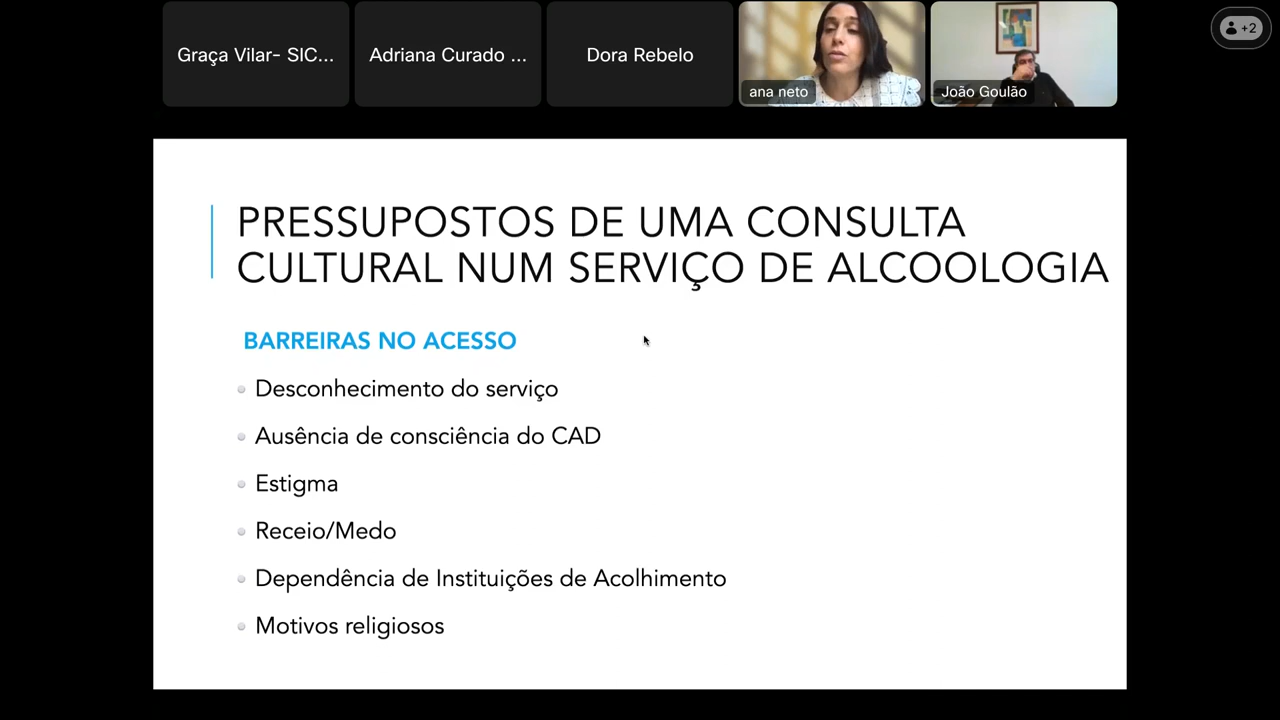 Graça Vilar- SIC...
Adriana Curado ...
Dora Rebelo
ana neto
João Goulão
+2
PRESSUPOSTOS DE UMA CONSULTA
CULTURAL NUM SERVIÇO DE ALCOOLOGIA
BARREIRAS NO ACESSO
Desconhecimento do serviço
Ausência de consciência do CAD
Estigma
Receio/Medo
Dependência de Instituições de Acolhimento
Motivos religiosos